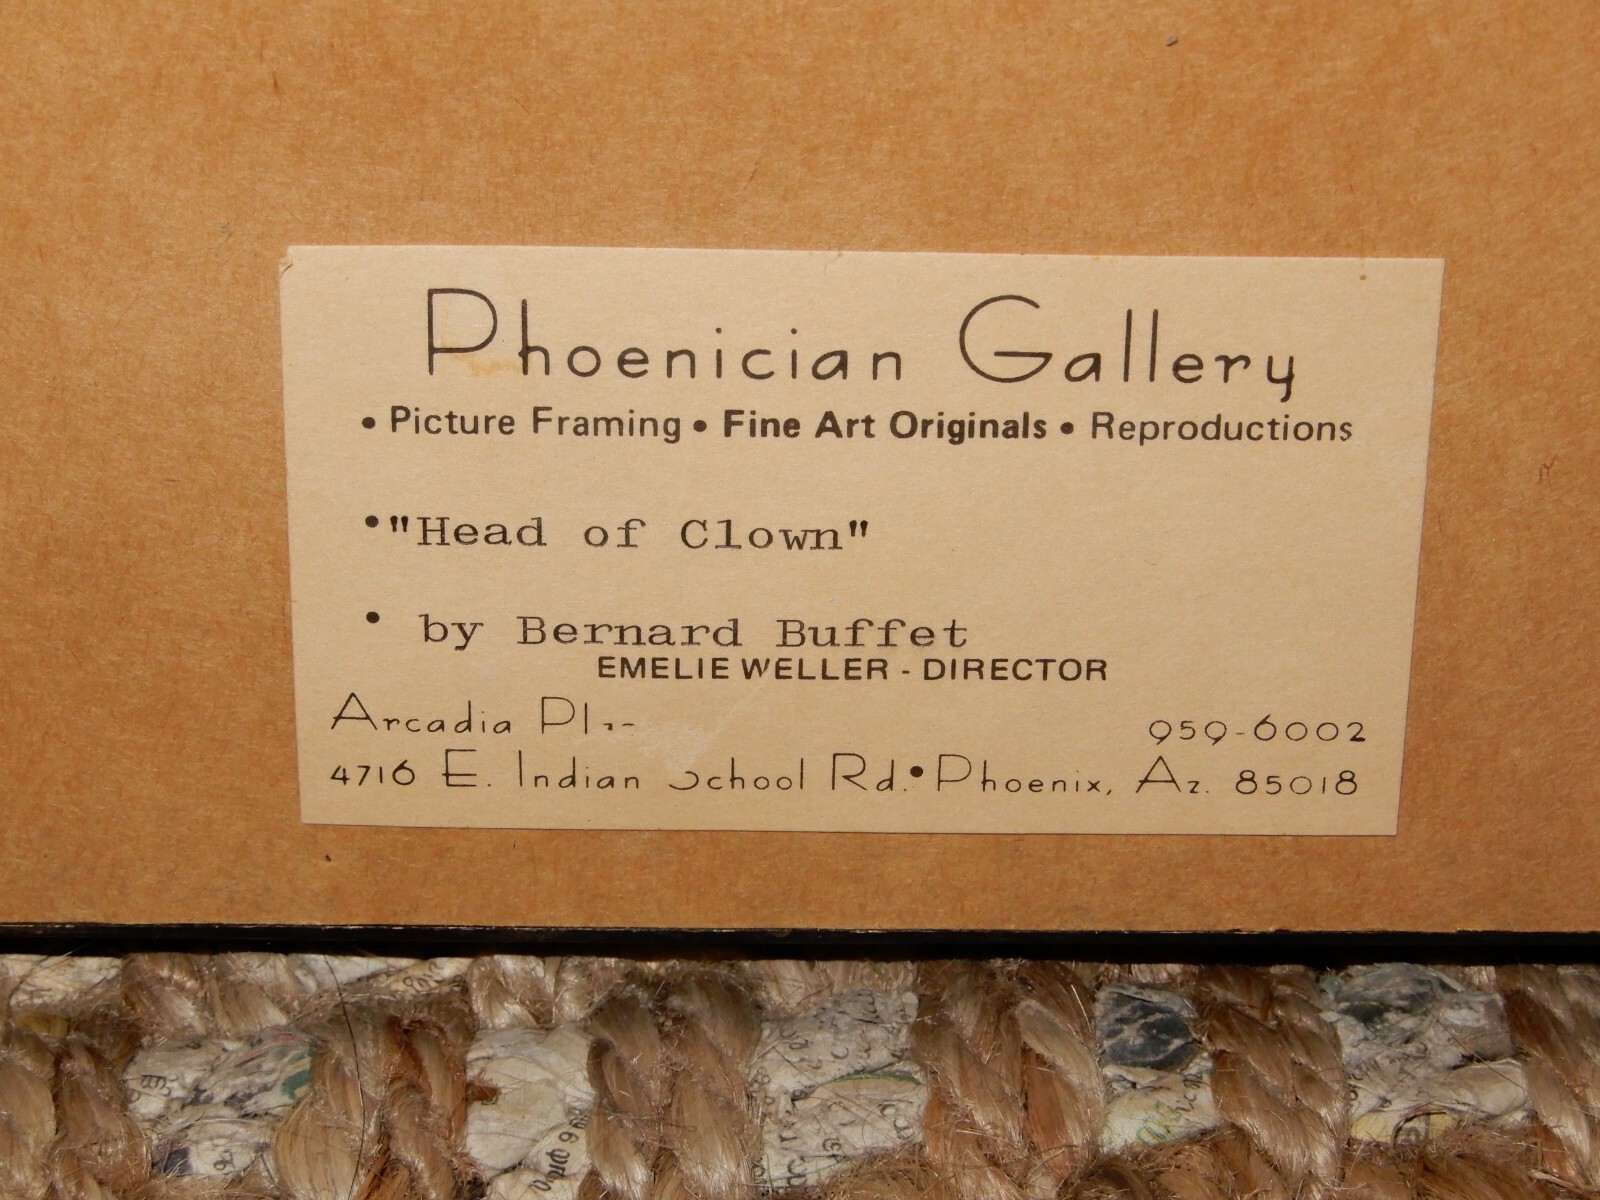 Phoenician Gallery
• Picture Framing • Fine Art Originals • Reproductions
• "Head of Clown"
• by Bernard Buffet
EMELIE WELLER - DIRECTOR
Arcadia
959-6002
4716 E. Indian School Rd. • Phoenix, Az. 85018